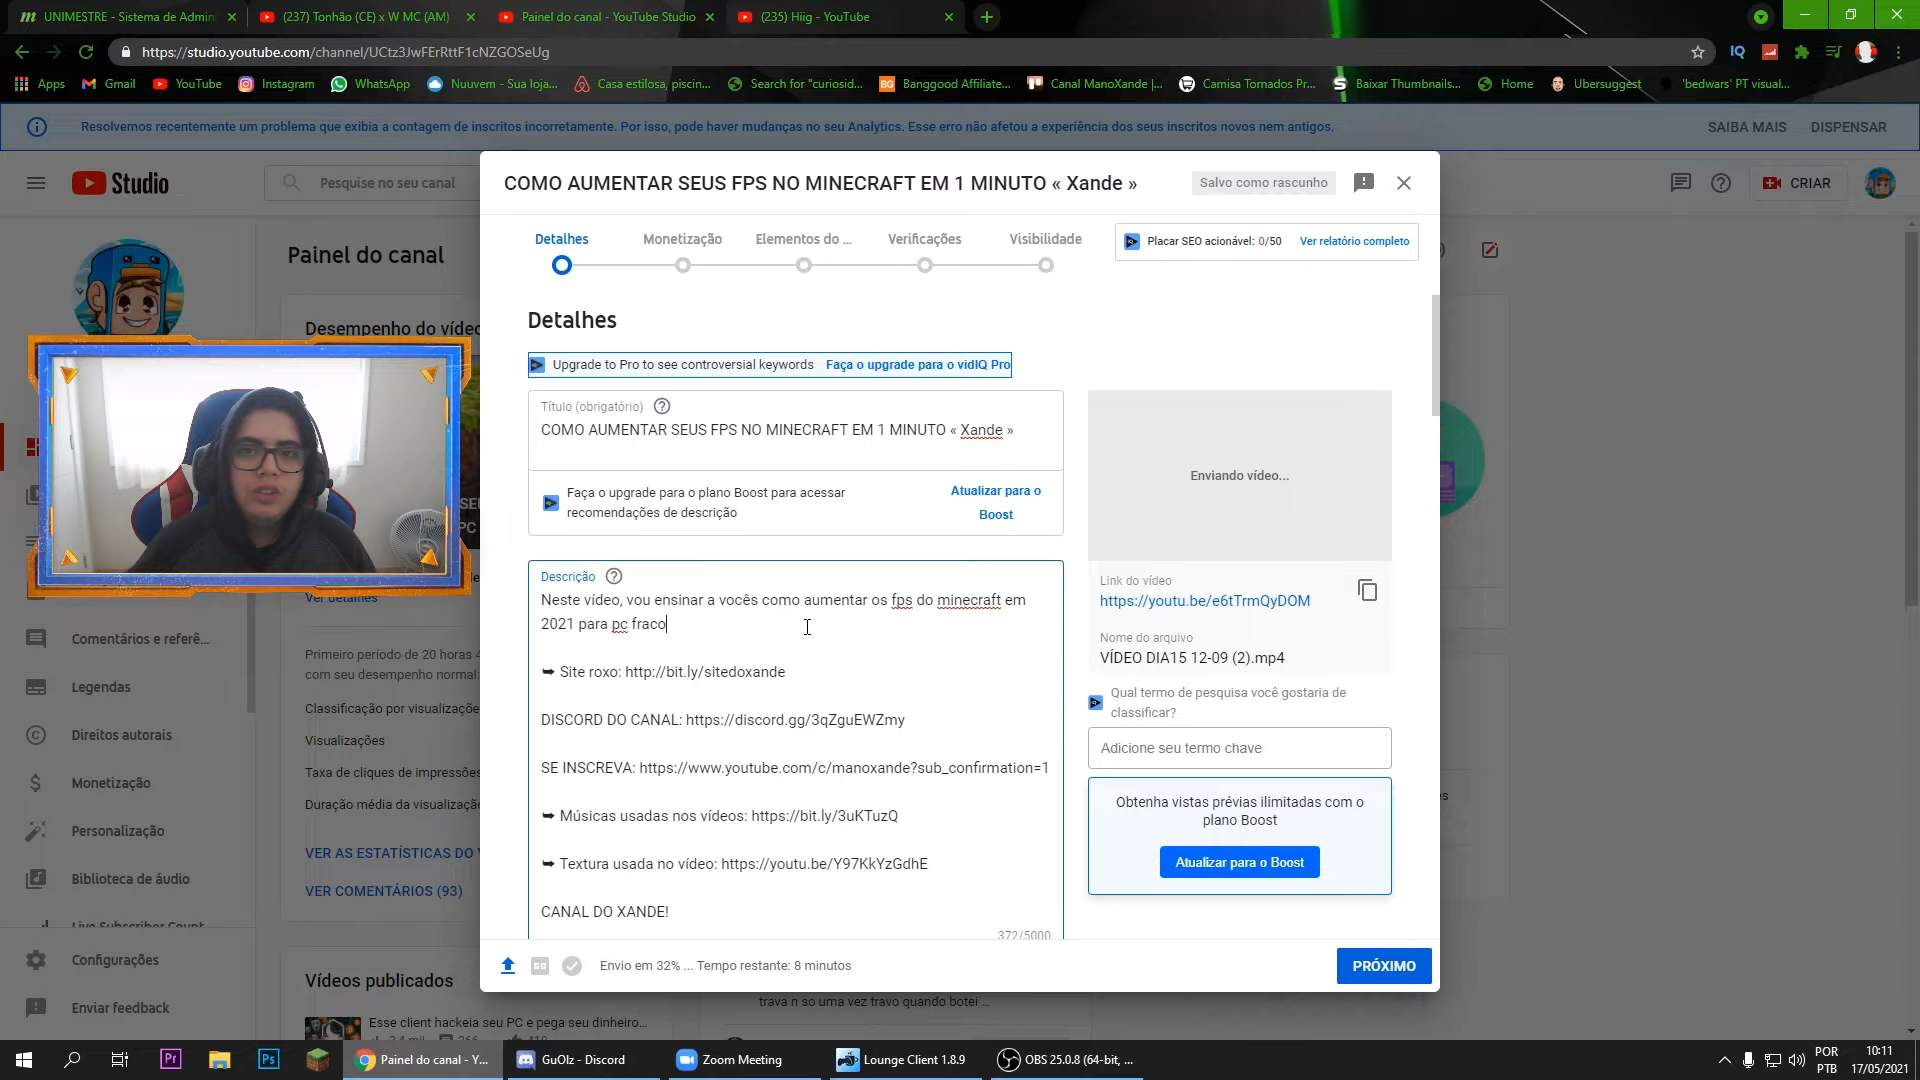 UNIMESTRE - Sistema de Admin
(237) Tonhão (CE) x W MC (AM)
Painel do canal - YouTube Studio
(235) Hiig - YouTube
https://studio.youtube.com/channel/UCtz3JwFErRttF1cNZGOSeUg
Apps
Gmail
YouTube
Instagram
WhatsApp
Nuuvem - Sua loja...
Casa estilosa, piscin...
Search for "curiosid...
Banggood Affiliate...
Canal ManoXande |...
Camisa Tornados Pr...
Baixar Thumbnails...
Home
Ubersuggest
'bedwars' PT visual...
Resolvemos recentemente um problema que exibia a contagem de inscritos incorretamente. Por isso, pode haver mudanças no seu Analytics. Esse erro não afetou a experiência dos seus inscritos novos nem antigos.
SAIBA MAIS
DISPENSAR
Studio
Pesquise no seu canal
CRIAR
COMO AUMENTAR SEUS FPS NO MINECRAFT EM 1 MINUTO « Xande »
Salvo como rascunho
Detalhes
Monetização
Elementos do ...
Verificações
Visibilidade
Placar SEO acionável: 0/50
Ver relatório completo
Painel do canal
Desempenho do vídeo
Detalhes
Upgrade to Pro to see controversial keywords
Faça o upgrade para o vidIQ Pro
Título (obrigatório)
COMO AUMENTAR SEUS FPS NO MINECRAFT EM 1 MINUTO « Xande »
Faça o upgrade para o plano Boost para acessar
recomendações de descrição
Atualizar para o
Boost
Enviando vídeo...
Descrição
Neste vídeo, vou ensinar a vocês como aumentar os fps do minecraft em
2021 para pc fraco
➥ Site roxo: http://bit.ly/sitedoxande
DISCORD DO CANAL: https://discord.gg/3qZguEWZmy
SE INSCREVA: https://www.youtube.com/c/manoxande?sub_confirmation=1
➥ Músicas usadas nos vídeos: https://bit.ly/3uKTuzQ
➥ Textura usada no vídeo: https://youtu.be/Y97KkYzGdhE
CANAL DO XANDE!
372/5000
Link do vídeo
https://youtu.be/e6tTrmQyDOM
Nome do arquivo
VÍDEO DIA15 12-09 (2).mp4
Qual termo de pesquisa você gostaria de
classificar?
Adicione seu termo chave
Obtenha vistas prévias ilimitadas com o
plano Boost
Atualizar para o Boost
Ver detalhes
Comentários e referê...
Legendas
Direitos autorais
Monetização
Personalização
Biblioteca de áudio
Live Subscriber Count
Configurações
Enviar feedback
Primeiro período de 20 horas
com seu desempenho normal:
Classificação por visualizaçõe
Visualizações
Taxa de cliques de impressões
Duração média da visualização
VER AS ESTATÍSTICAS DO
VER COMENTÁRIOS (93)
Vídeos publicados
Esse client hackeia seu PC e pega seu dinheiro...
trava n so uma vez travo quando botei ...
Envio em 32% ... Tempo restante: 8 minutos
PRÓXIMO
Painel do canal - Y...
GuOlz - Discord
Zoom Meeting
Lounge Client 1.8.9
OBS 25.0.8 (64-bit, ...
POR
PTB
10:11
17/05/2021